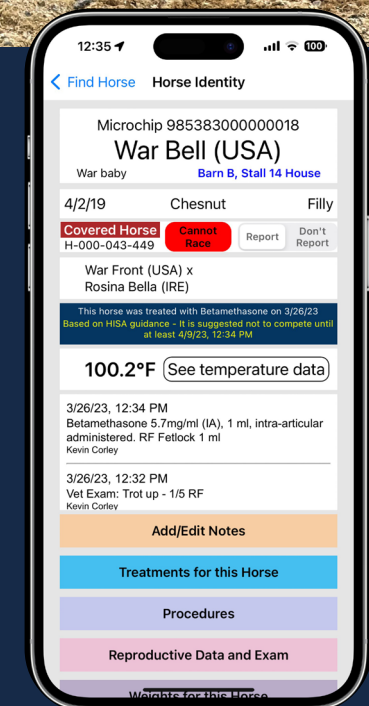 12:35
100
Find Horse Horse Identity
Microchip 985383000000018
War Bell (USA)
War baby Barn B, Stall 14 House
4/2/19 Chesnut Filly
Covered Horse
H-000-043-449
Cannot
Race
Report
Don't
Report
War Front (USA) x
Rosina Bella (IRE)
This horse was treated with Betamethasone on 3/26/23
Based on HISA guidance - It is suggested not to compete until
at least 4/9/23, 12:34 PM
100.2°F See temperature data
3/26/23, 12:34 PM
Betamethasone 5.7mg/ml (IA), 1 ml, intra-articular
administered. RF Fetlock 1 ml
Kevin Corley
3/26/23, 12:32 PM
Vet Exam: Trot up - 1/5 RF
Kevin Corley
Add/Edit Notes
Treatments for this Horse
Procedures
Reproductive Data and Exam
Weights for this Horse